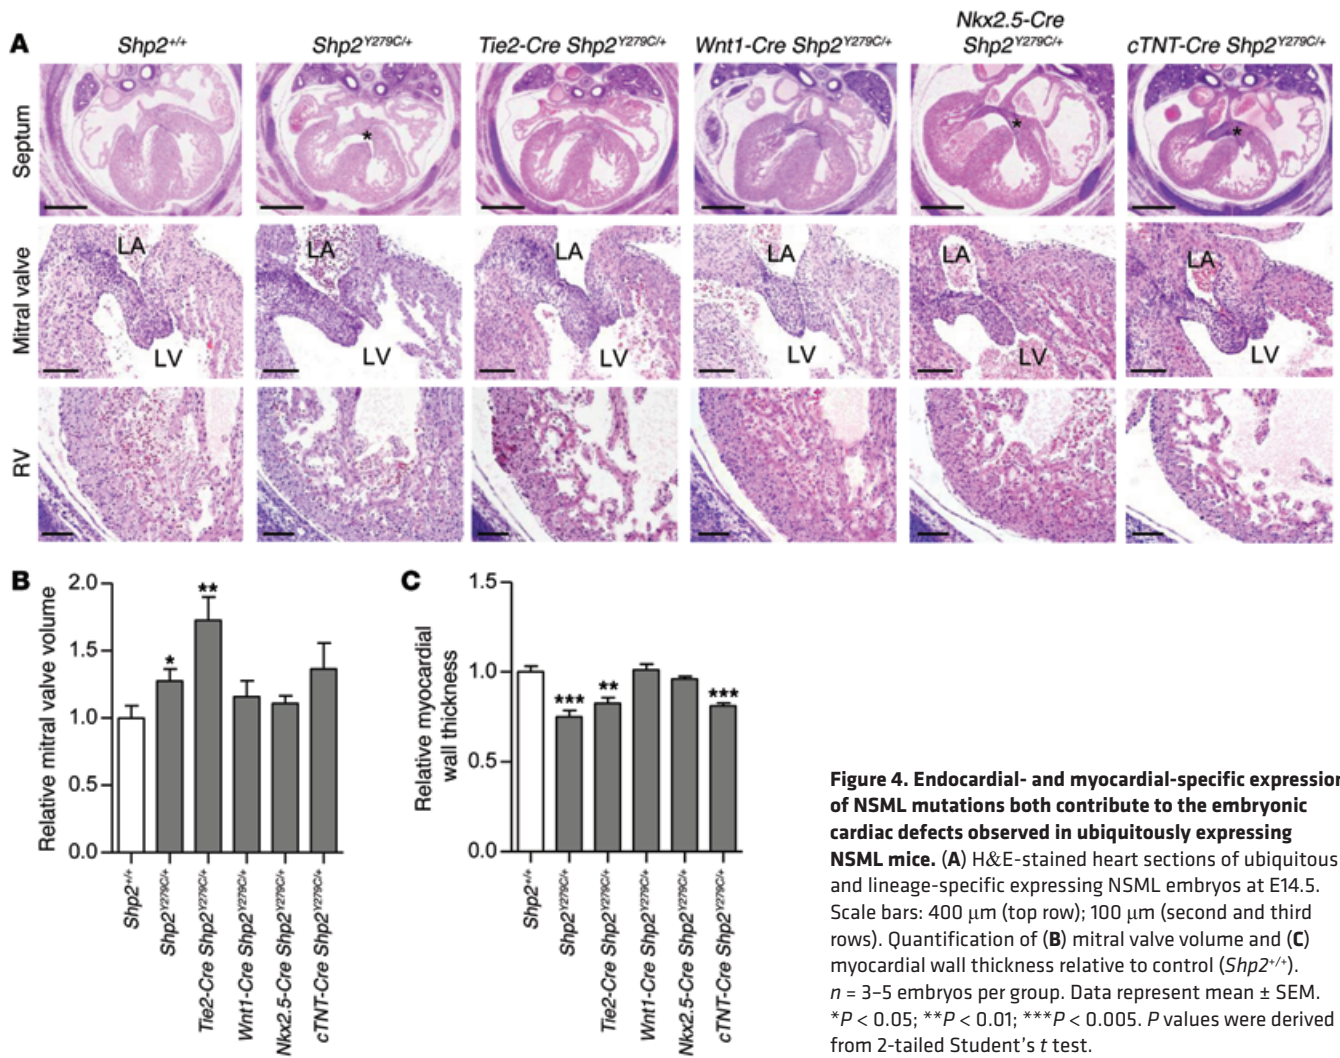 A
Shp2+/+
Shp2Y279C/+
Tie2-Cre Shp2Y279C/+
Wnt1-Cre Shp2Y279C/+
Nkx2.5-Cre
Shp2Y279C/+
cTNT-Cre Shp2Y279C/+
Septum
*
*
*
Mitral valve
LA
LV
LA
LV
LA
LV
LA
LV
LA
LV
LA
LV
RV
B
Relative mitral valve volume
2.0
1.5
1.0
0.5
0.0
*
**
Shp2+/+
Shp2Y279C/+
Tie2-Cre Shp2Y279C/+
Wnt1-Cre Shp2Y279C/+
Nkx2.5-Cre Shp2Y279C/+
cTNT-Cre Shp2Y279C/+
C
Relative myocardial
wall thickness
1.5
1.0
0.5
0.0
***
**
***
Shp2+/+
Shp2Y279C/+
Tie2-Cre Shp2Y279C/+
Wnt1-Cre Shp2Y279C/+
Nkx2.5-Cre Shp2Y279C/+
cTNT-Cre Shp2Y279C/+
Figure 4. Endocardial- and myocardial-specific expression
of NSML mutations both contribute to the embryonic
cardiac defects observed in ubiquitously expressing
NSML mice. (A) H&E-stained heart sections of ubiquitous
and lineage-specific expressing NSML embryos at E14.5.
Scale bars: 400 μm (top row); 100 μm (second and third
rows). Quantification of (B) mitral valve volume and (C)
myocardial wall thickness relative to control (Shp2+/+).
n = 3–5 embryos per group. Data represent mean ± SEM.
*P < 0.05; **P < 0.01; ***P < 0.005. P values were derived
from 2-tailed Student's t test.